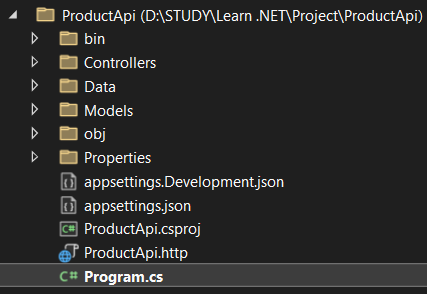 ProductApi (D:\STUDY\Learn .NET\Project\ProductApi)
bin
Controllers
Data
Models
obj
Properties
appsettings.Development.json
appsettings.json
ProductApi.csproj
ProductApi.http
C# Program.cs